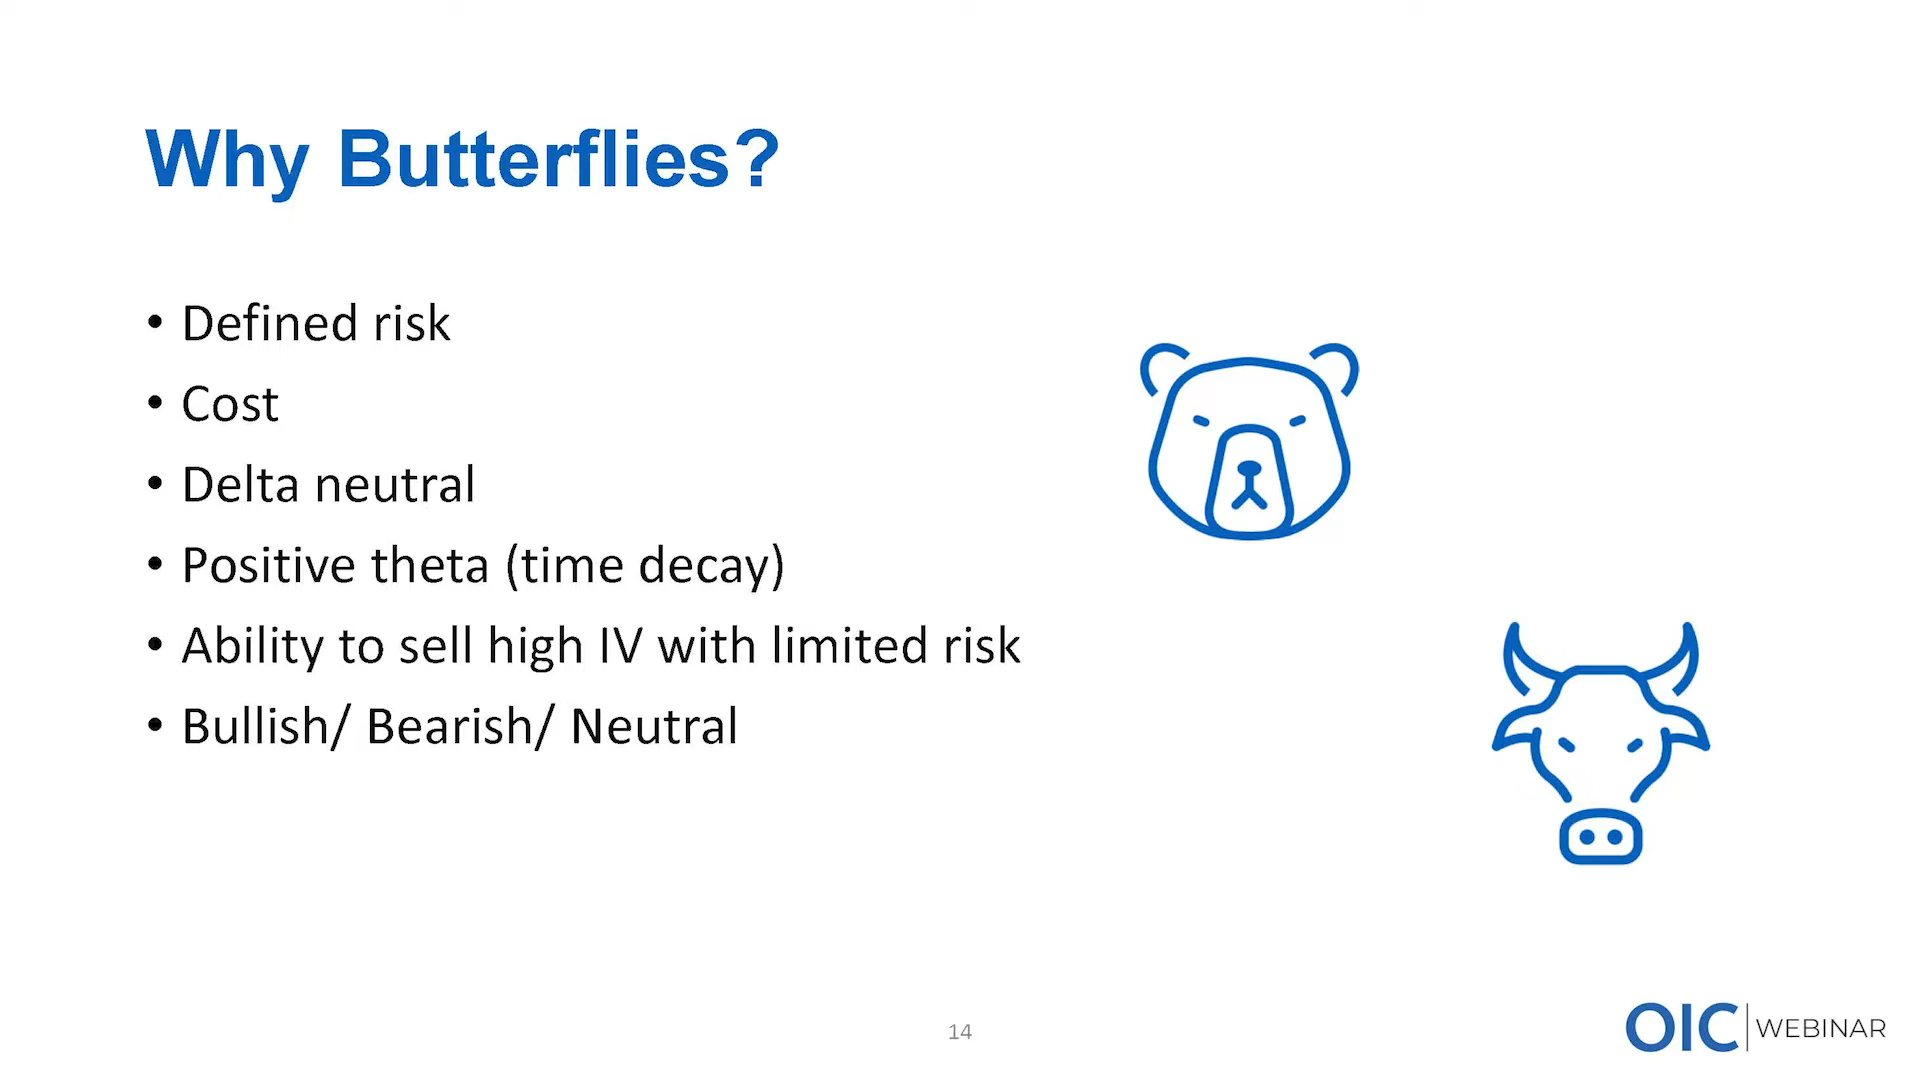 Why Butterflies?
• Defined risk
• Cost
• Delta neutral
• Positive theta (time decay)
• Ability to sell high IV with limited risk
• Bullish/ Bearish/ Neutral
14
OIC WEBINAR